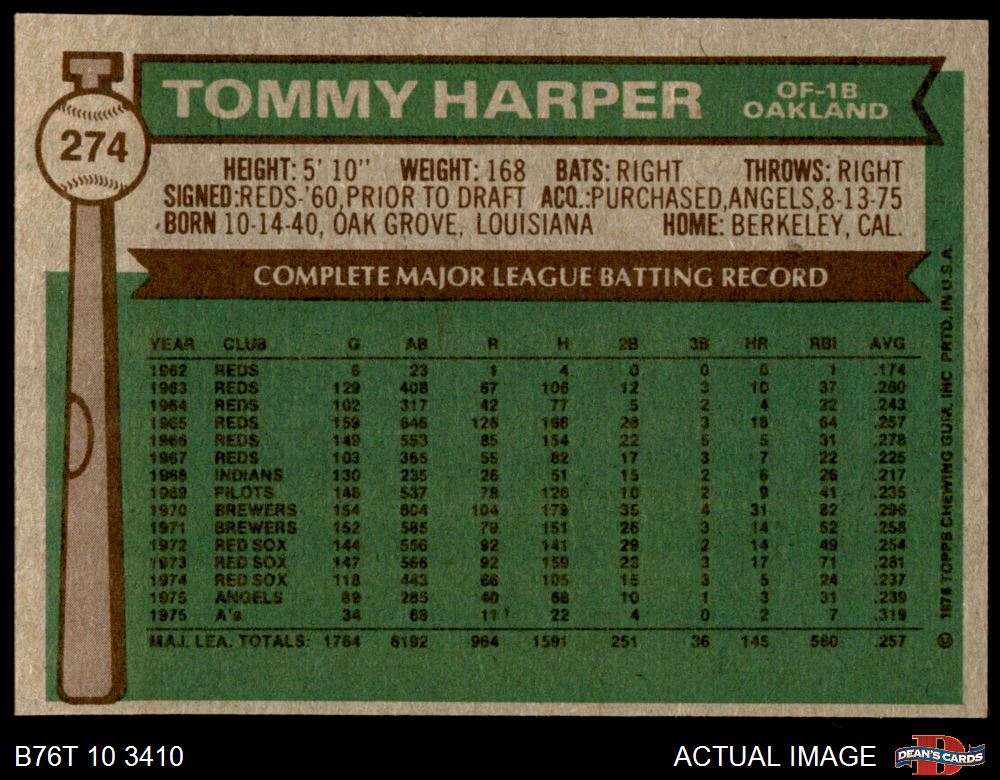 TOMMY HARPER
OF-1B
OAKLAND
274
HEIGHT: 5' 10" WEIGHT: 168 BATS: RIGHT THROWS: RIGHT
SIGNED: REDS-'60, PRIOR TO DRAFT ACQ.: PURCHASED, ANGELS, 8-13-75
BORN 10-14-40, OAK GROVE, LOUISIANA HOME: BERKELEY, CAL.
COMPLETE MAJOR LEAGUE BATTING RECORD
YEAR CLUB G AB R H 2B 3B HR RBI AVG
1962 REDS 6 23 1 4 0 0 0 1 .174
1963 REDS 129 408 67 106 12 3 10 37 .260
1964 REDS 102 317 42 77 5 2 4 22 .243
1965 REDS 159 646 126 166 28 3 18 64 .257
1966 REDS 149 553 85 154 22 5 5 31 .278
1967 REDS 103 365 55 82 17 3 7 22 .225
1968 INDIANS 130 235 26 51 15 2 6 26 .217
1969 PILOTS 148 537 78 126 10 2 9 41 .235
1970 BREWERS 154 604 104 179 35 4 31 82 .296
1971 BREWERS 152 585 79 151 26 3 14 52 .258
1972 RED SOX 144 556 92 141 29 2 14 49 .254
1973 RED SOX 147 566 92 159 23 3 17 71 .281
1974 RED SOX 118 443 66 105 15 3 5 24 .237
1975 ANGELS 89 285 40 68 10 1 3 31 .239
1975 A's 34 69 11 22 4 0 2 7 .319
MAJ. LEA. TOTALS: 1764 6192 964 1591 251 36 145 560 .257
© 1976 TOPPS CHEWING GUM, INC PRTD. IN U.S.A.
B76T 10 3410
ACTUAL IMAGE
D
DEAN'S CARDS